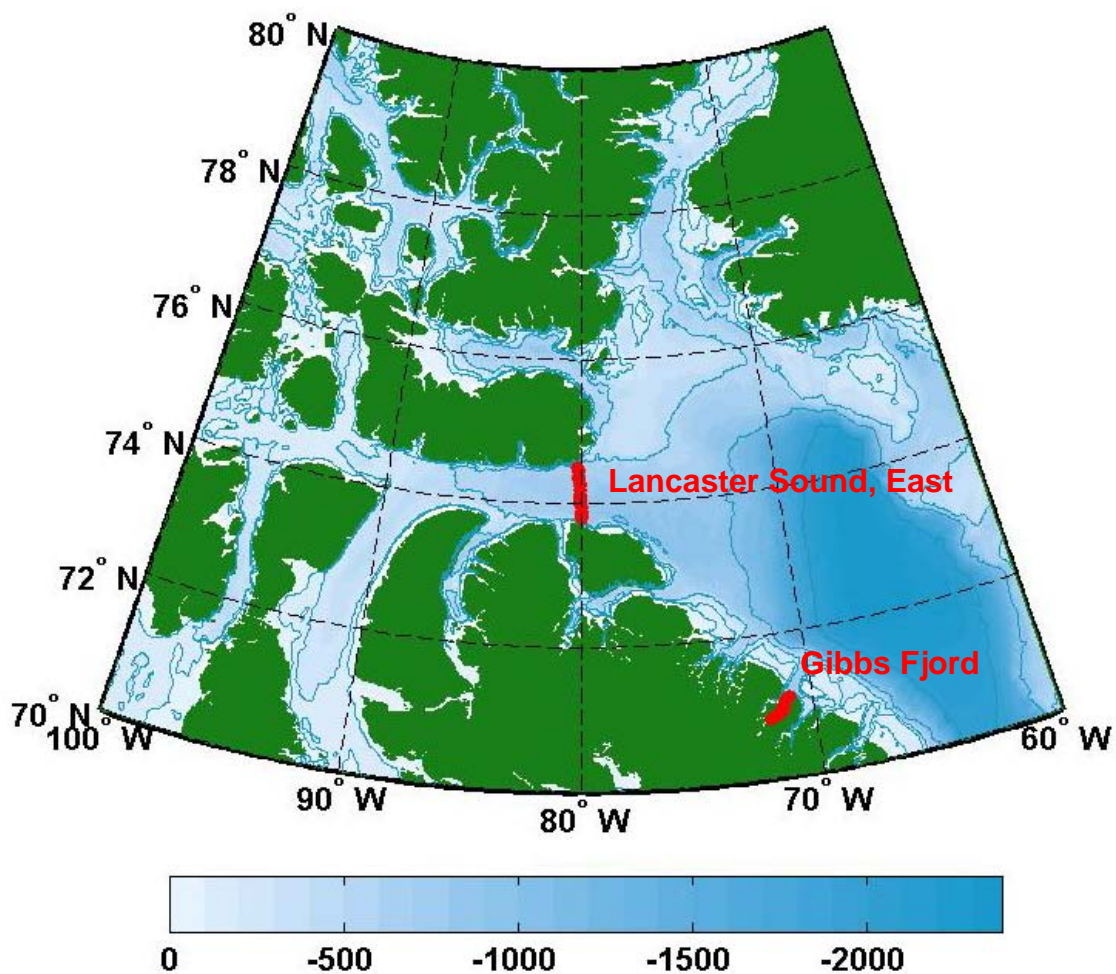 80° N
78° N
76° N
74° N
Lancaster Sound, East
72° N
Gibbs Fjord
70° N
100° W
60° W
90° W
70° W
80° W
0 -500 -1000 -1500 -2000